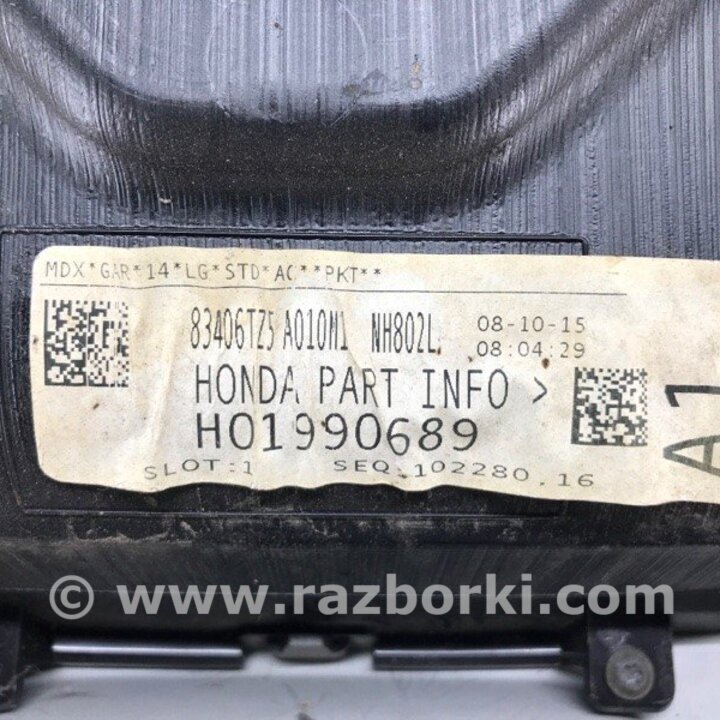 MDX*GAR*14*LG*STD*AC**PKT**
83406TZ5 A010M1 NH802L 08-10-15
08:04:29
HONDA PART INFO >
H01990689
SLOT:1 SEQ:102280.16
A1
© www.razborki.com